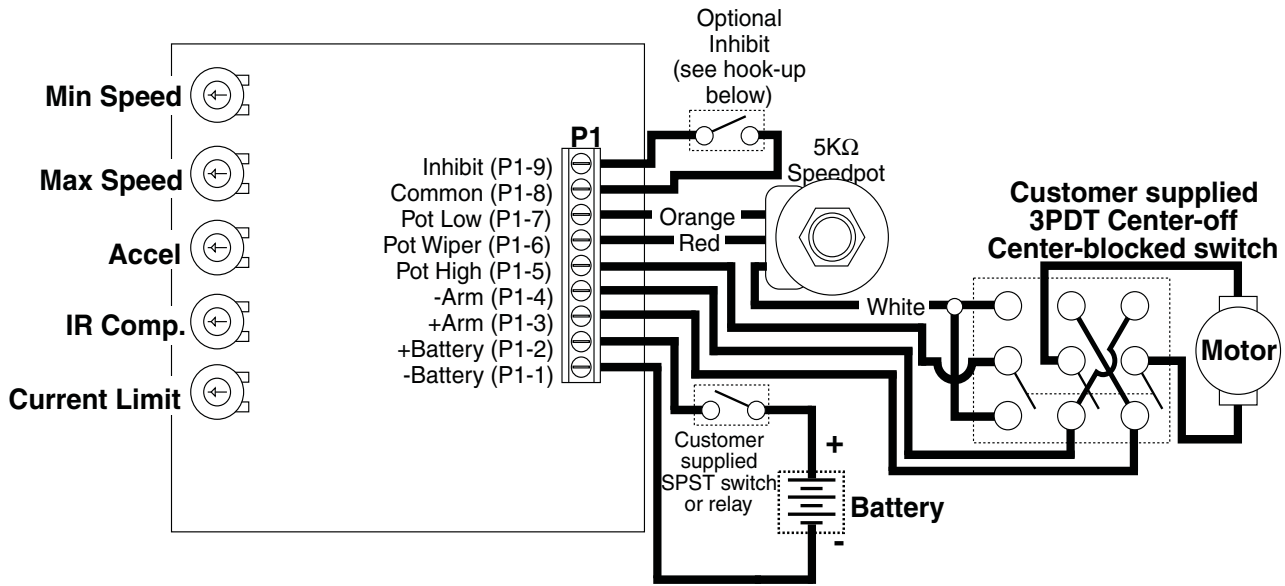 Min Speed
Max Speed
Accel
IR Comp.
Current Limit
P1
Inhibit (P1-9)
Common (P1-8)
Pot Low (P1-7)
Pot Wiper (P1-6)
Pot High (P1-5)
-Arm (P1-4)
+Arm (P1-3)
+Battery (P1-2)
-Battery (P1-1)
Optional
Inhibit
(see hook-up
below)
5KΩ
Speedpot
Orange
Red
White
Customer supplied
3PDT Center-off
Center-blocked switch
Motor
Customer
supplied
SPST switch
or relay
+
Battery
-